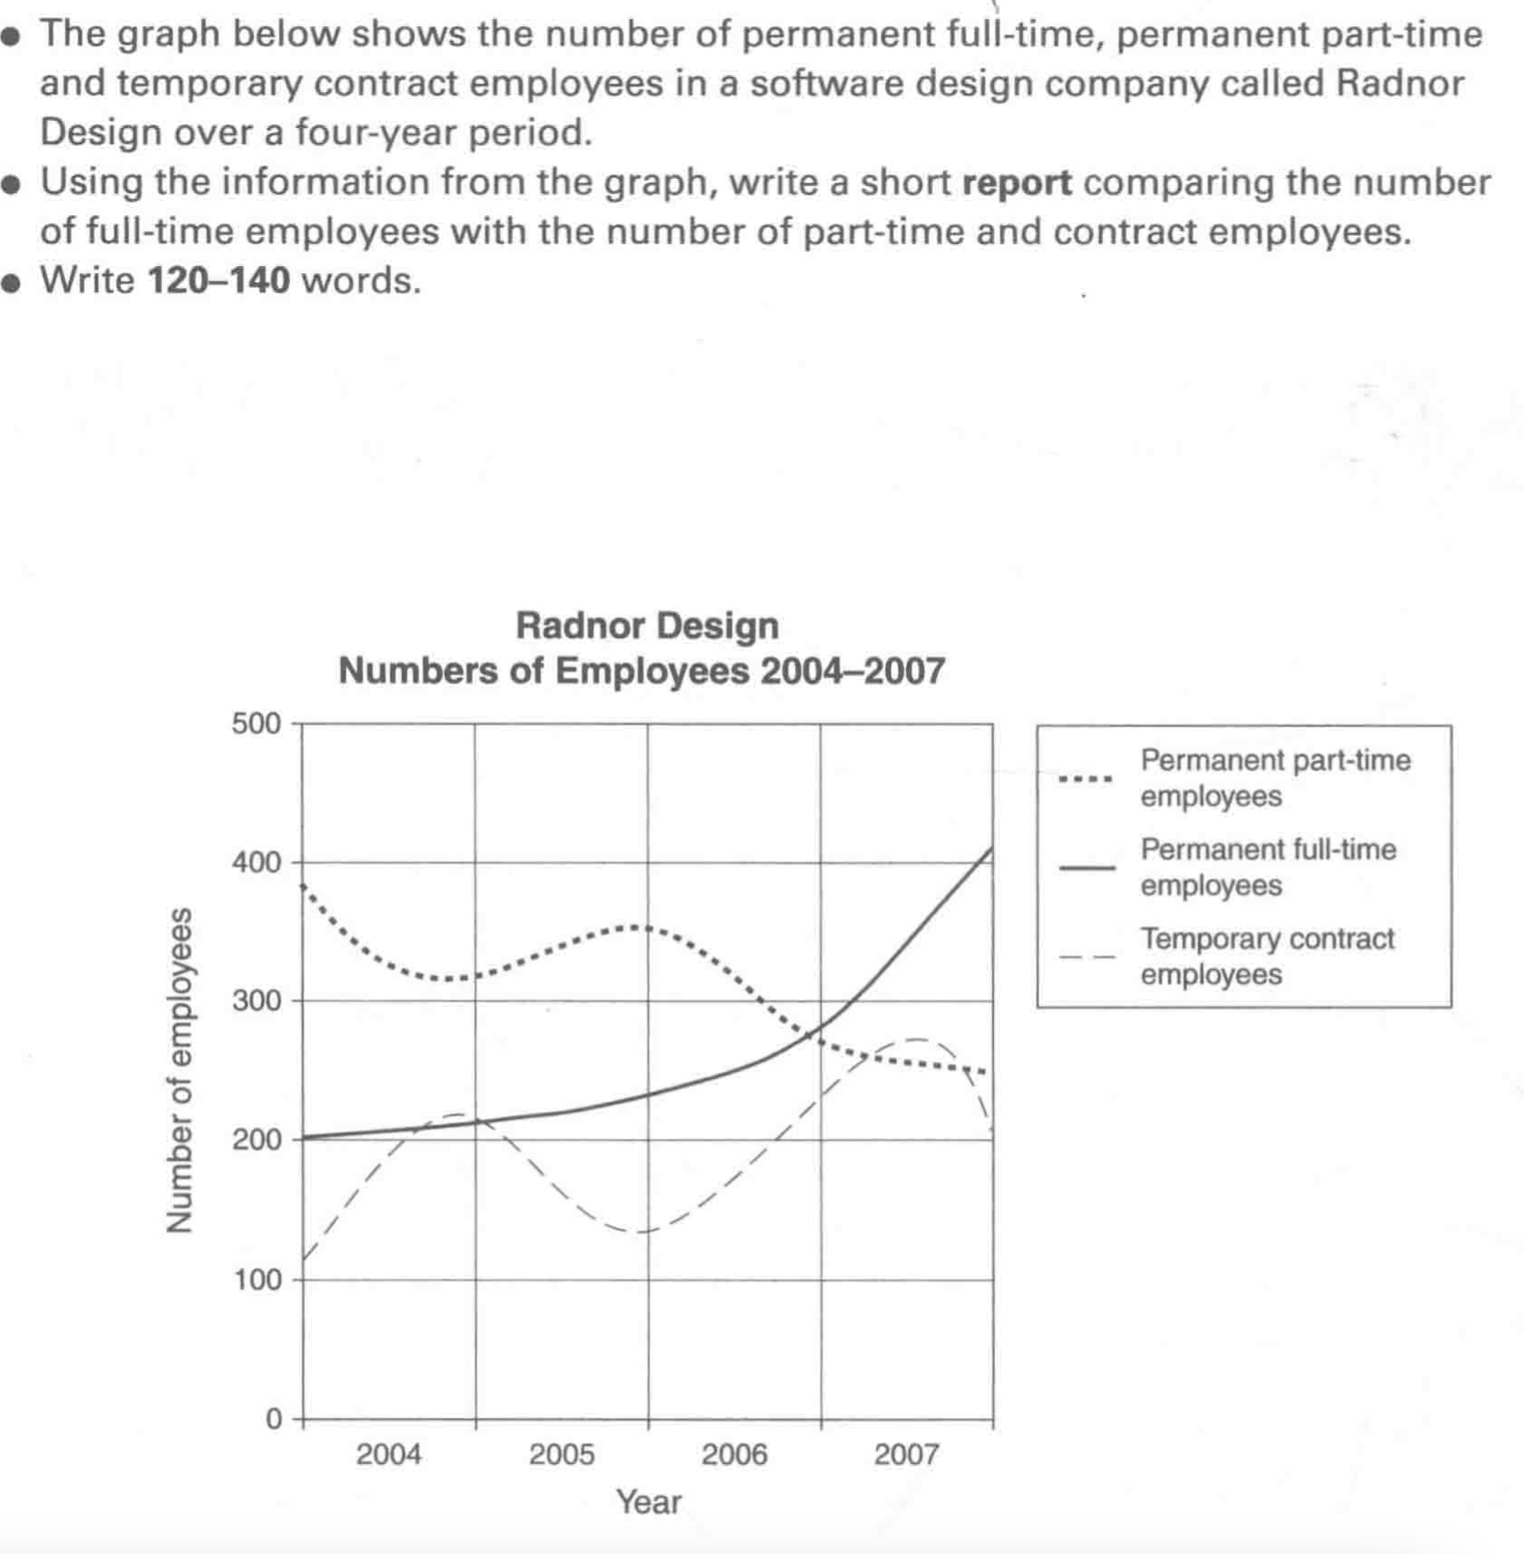 ● The graph below shows the number of permanent full-time, permanent part-time
and temporary contract employees in a software design company called Radnor
Design over a four-year period.
● Using the information from the graph, write a short report comparing the number
of full-time employees with the number of part-time and contract employees.
● Write 120–140 words.
Radnor Design
Numbers of Employees 2004–2007
500
400
300
200
100
0
Number of employees
2004 2005 2006 2007
Year
Permanent part-time
employees
Permanent full-time
employees
Temporary contract
employees